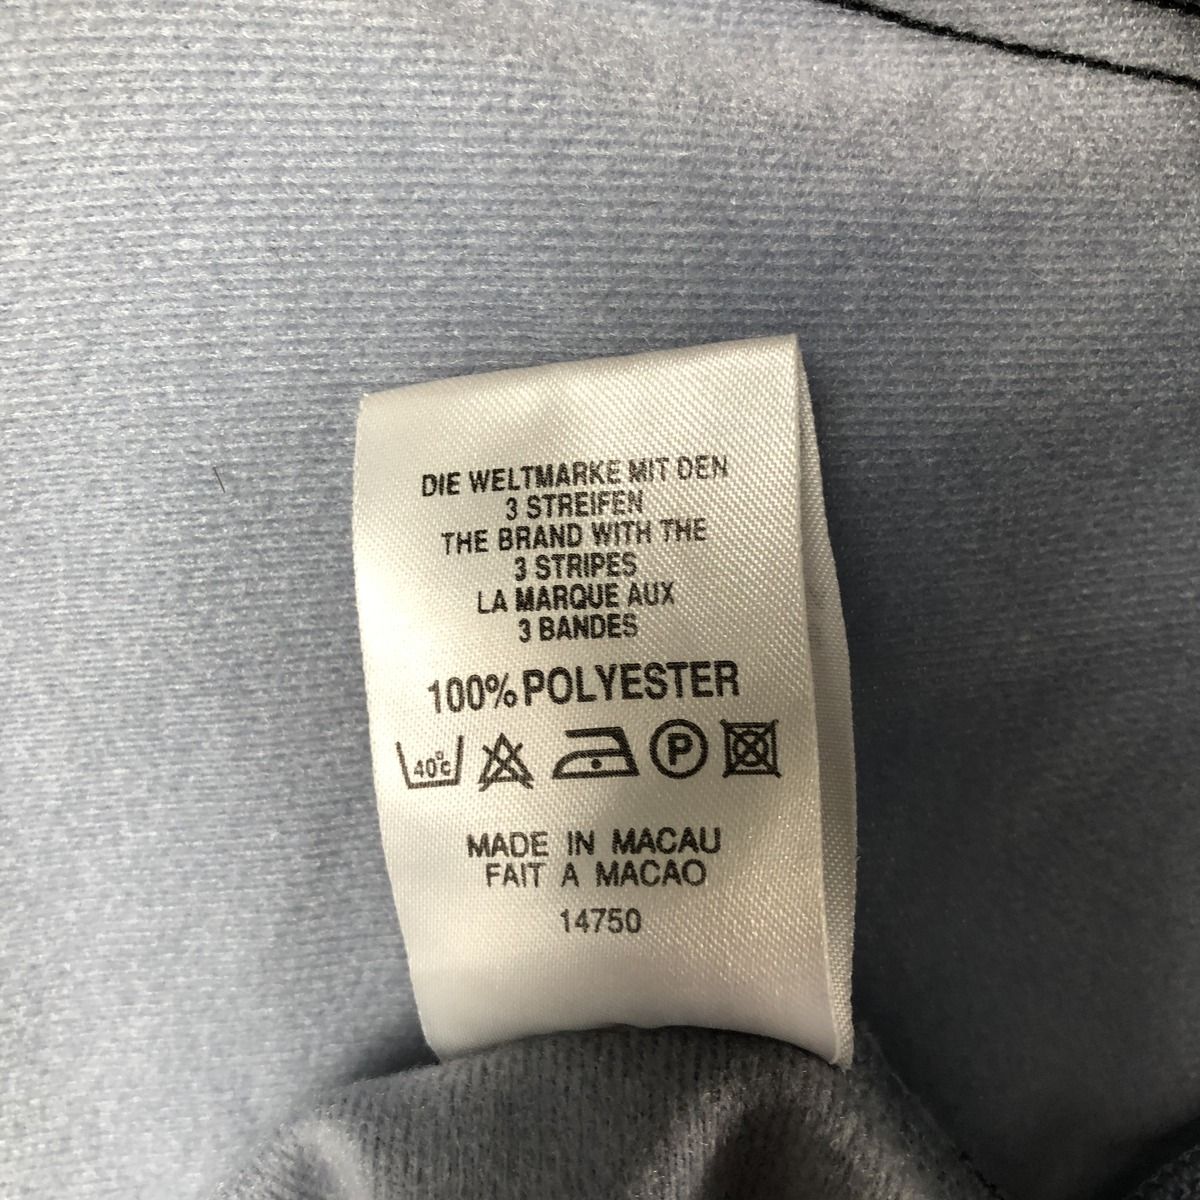 DIE WELTMARKE MIT DEN
3 STREIFEN
THE BRAND WITH THE
3 STRIPES
LA MARQUE AUX
3 BANDES
100% POLYESTER
40°c P
MADE IN MACAU
FAIT A MACAO
14750